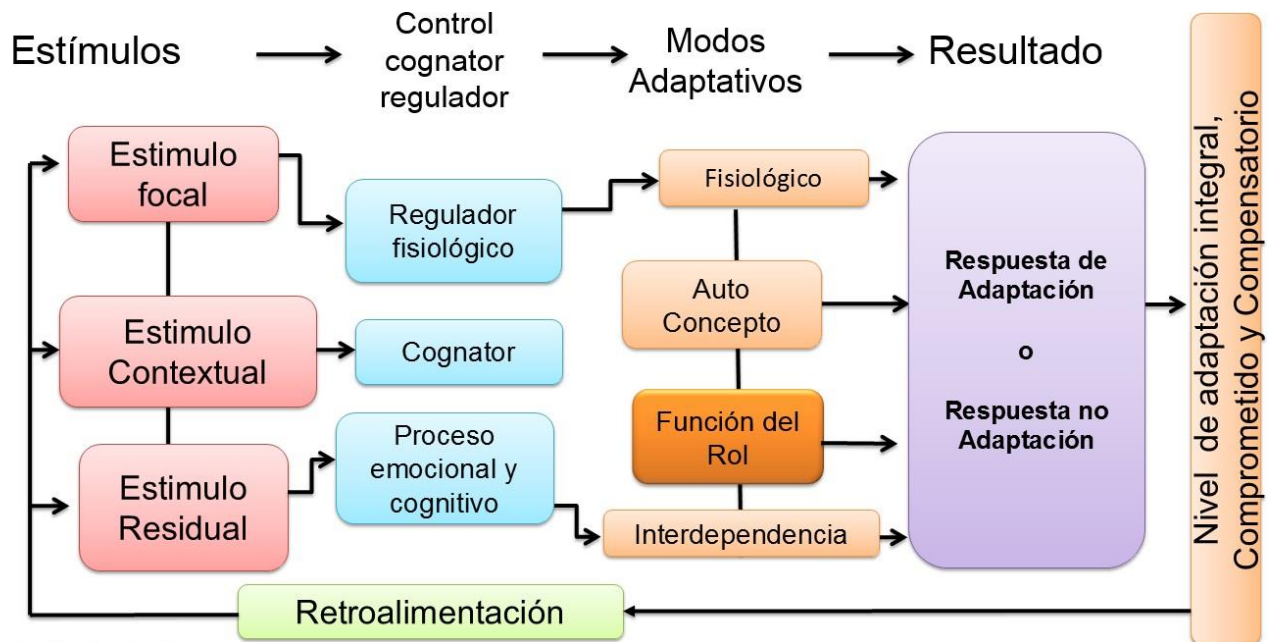 Estímulos
Control
cognator
regulador
Modos
Adaptativos
Resultado
Estimulo
focal
Estimulo
Contextual
Estimulo
Residual
Regulador
fisiológico
Cognator
Proceso
emocional y
cognitivo
Fisiológico
Auto
Concepto
Función del
Rol
Interdependencia
Respuesta de
Adaptación
o
Respuesta no
Adaptación
Nivel de adaptación integral,
Comprometido y Compensatorio
Retroalimentación